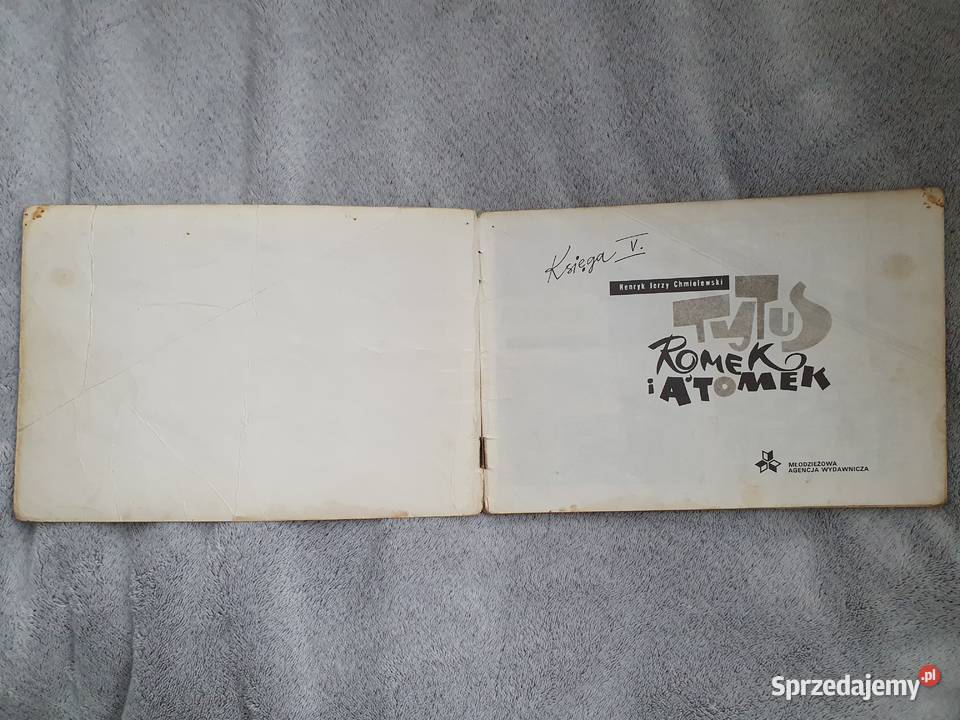 Księga V.
Henryk Jerzy Chmielewski
TYTUS
ROMEK
i A'TOMEK
MŁODZIEŻOWA
AGENCJA WYDAWNICZA
Sprzedajemy.pl